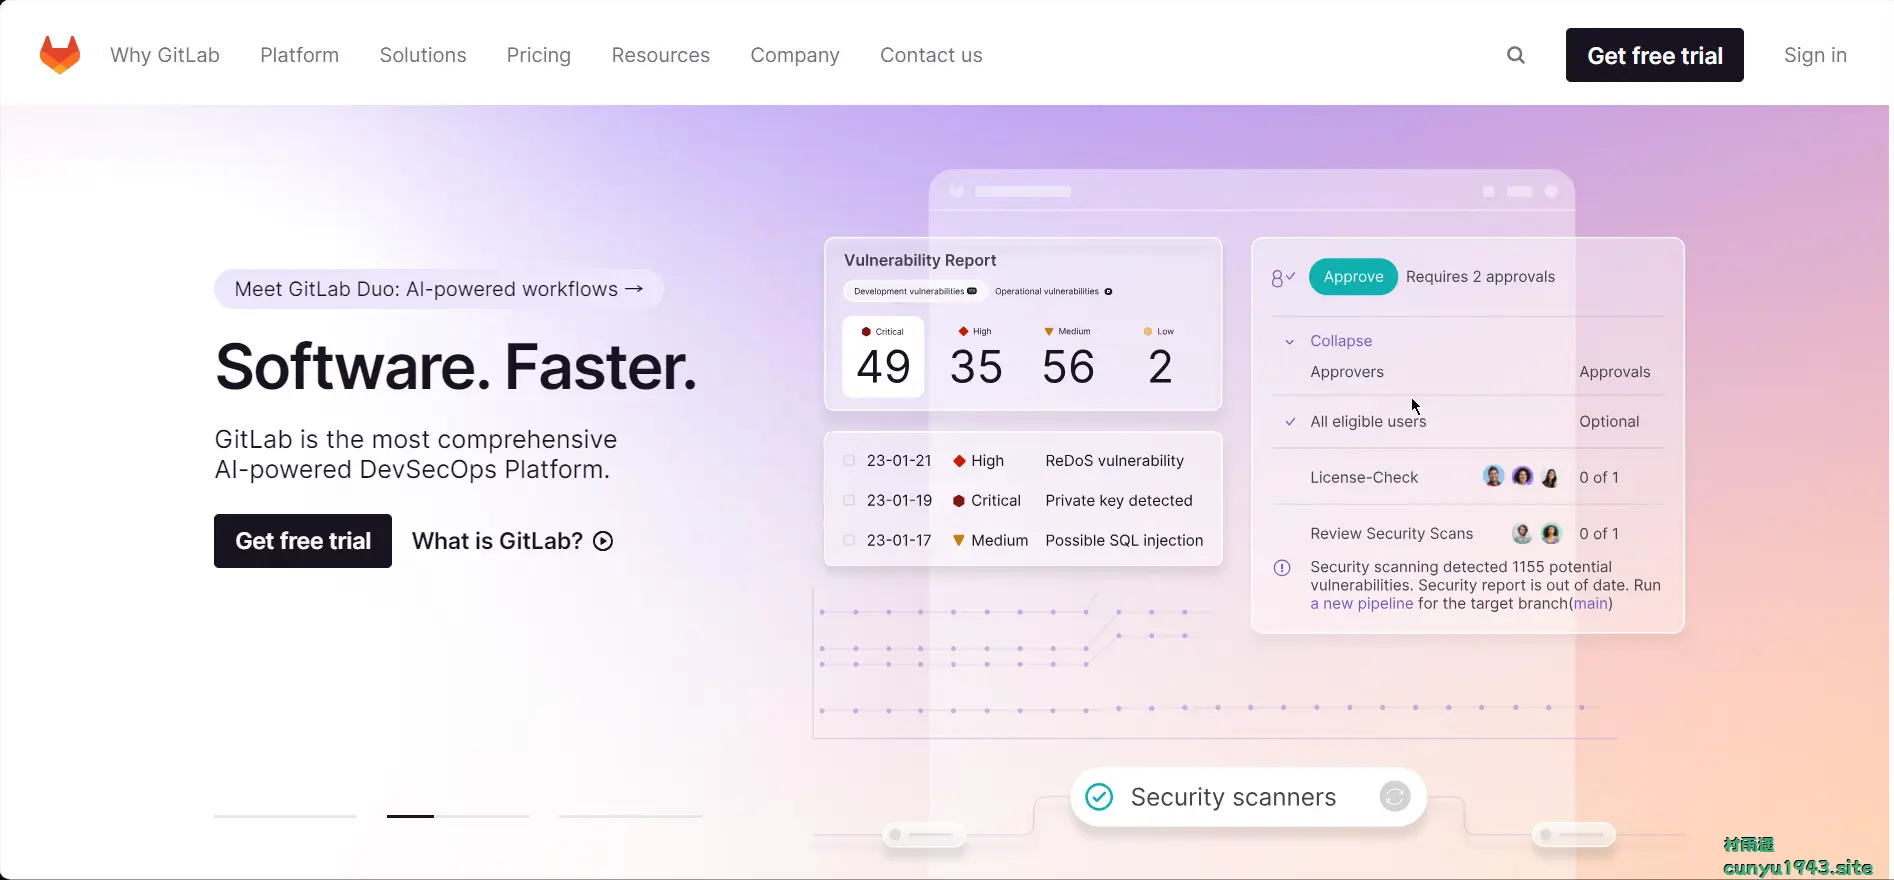 Why GitLab Platform Solutions Pricing Resources Company Contact us Get free trial Sign in
Meet GitLab Duo: AI-powered workflows →
Software. Faster.
GitLab is the most comprehensive
AI-powered DevSecOps Platform.
Get free trial What is GitLab?
Vulnerability Report
Development vulnerabilities Operational vulnerabilities
Critical High Medium Low
49 35 56 2
23-01-21 High ReDoS vulnerability
23-01-19 Critical Private key detected
23-01-17 Medium Possible SQL injection
Approve Requires 2 approvals
Collapse
Approvers Approvals
All eligible users Optional
License-Check 0 of 1
Review Security Scans 0 of 1
Security scanning detected 1155 potential
vulnerabilities. Security report is out of date. Run
a new pipeline for the target branch(main)
Security scanners
村雨遥
cunyu1943.site